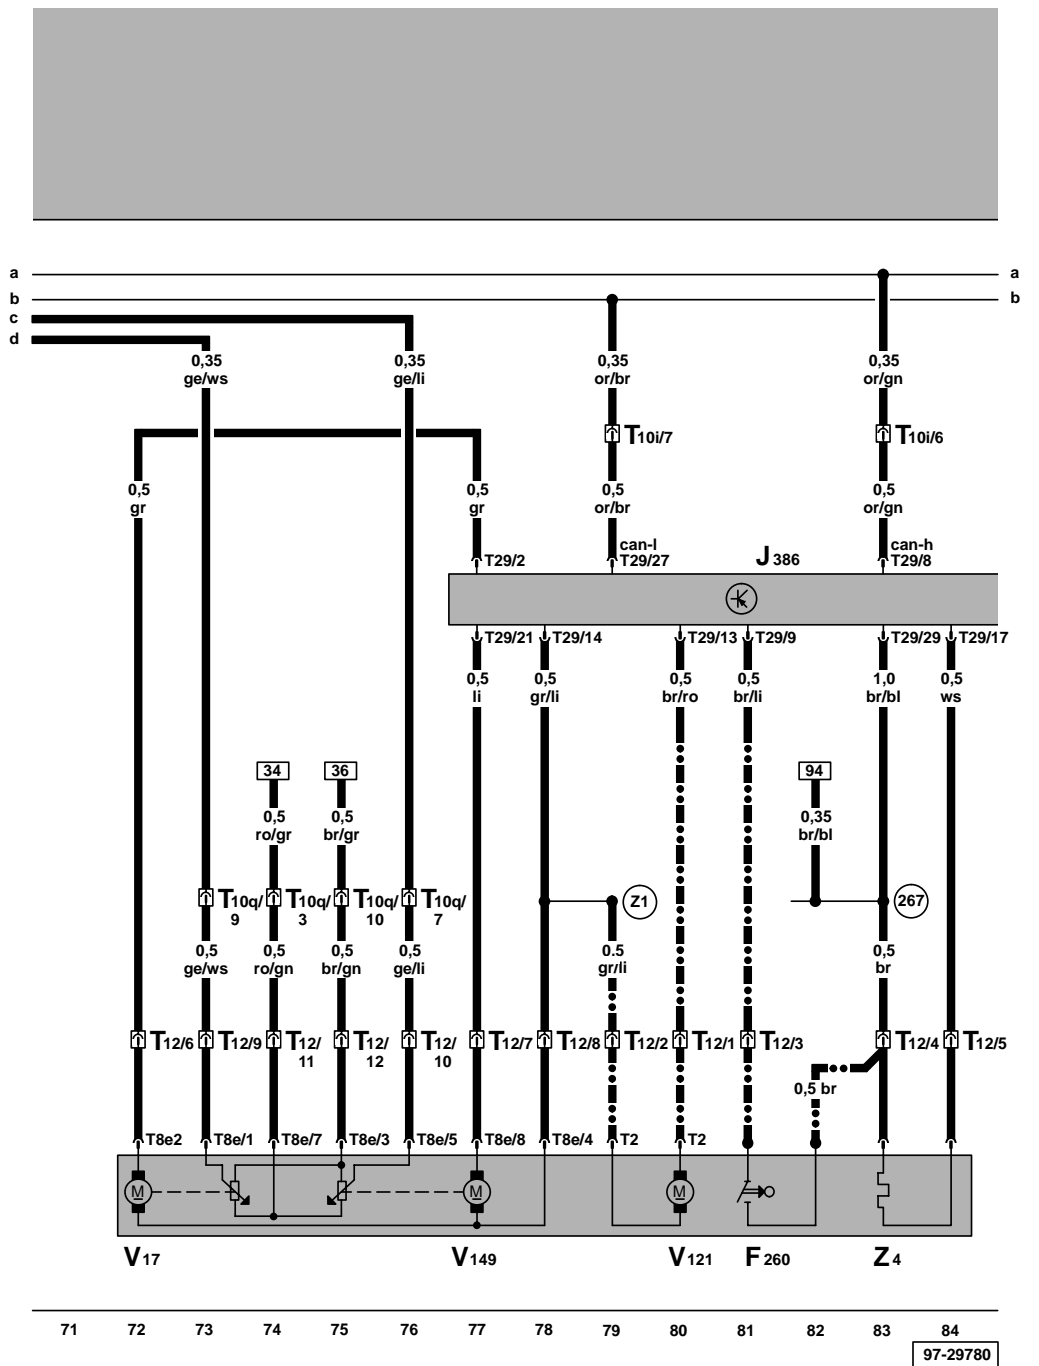 a a
b b
c
d
0,35 0,35 0,35 0,35
ge/ws ge/li or/br or/gn
T10i/7 T10i/6
0,5 0,5 0,5 0,5
gr gr or/br or/gn
can-l can-h
T29/2 T29/27 J386 T29/8
T29/21 T29/14 T29/13 T29/9 T29/29 T29/17
0,5 0,5 0,5 0,5 1,0 0,5
li gr/li br/ro br/li br/bl ws
34 36 94
0,5 0,5 0,35
ro/gr br/gr br/bl
T10q/ T10q/ T10q/ T10q/ Z1 267
9 3 10 7
0,5 0,5 0,5 0,5 0.5 0,5
ge/ws ro/gn br/gn ge/li gr/li br
T12/6 T12/9 T12/ T12/ T12/ T12/7 T12/8 T12/2 T12/1 T12/3 T12/4 T12/5
11 12 10
0,5 br
T8e2 T8e/1 T8e/7 T8e/3 T8e/5 T8e/8 T8e/4 T2 T2
M M M
V17 V149 V121 F260 Z4
71 72 73 74 75 76 77 78 79 80 81 82 83 84
97-29780